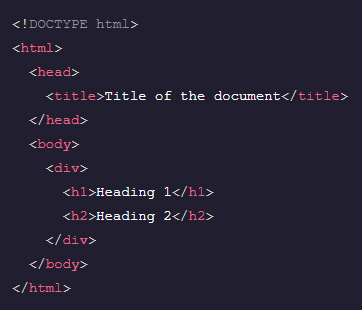 <!DOCTYPE html>
<html>
  <head>
    <title>Title of the document</title>
  </head>
  <body>
    <div>
      <h1>Heading 1</h1>
      <h2>Heading 2</h2>
    </div>
  </body>
</html>